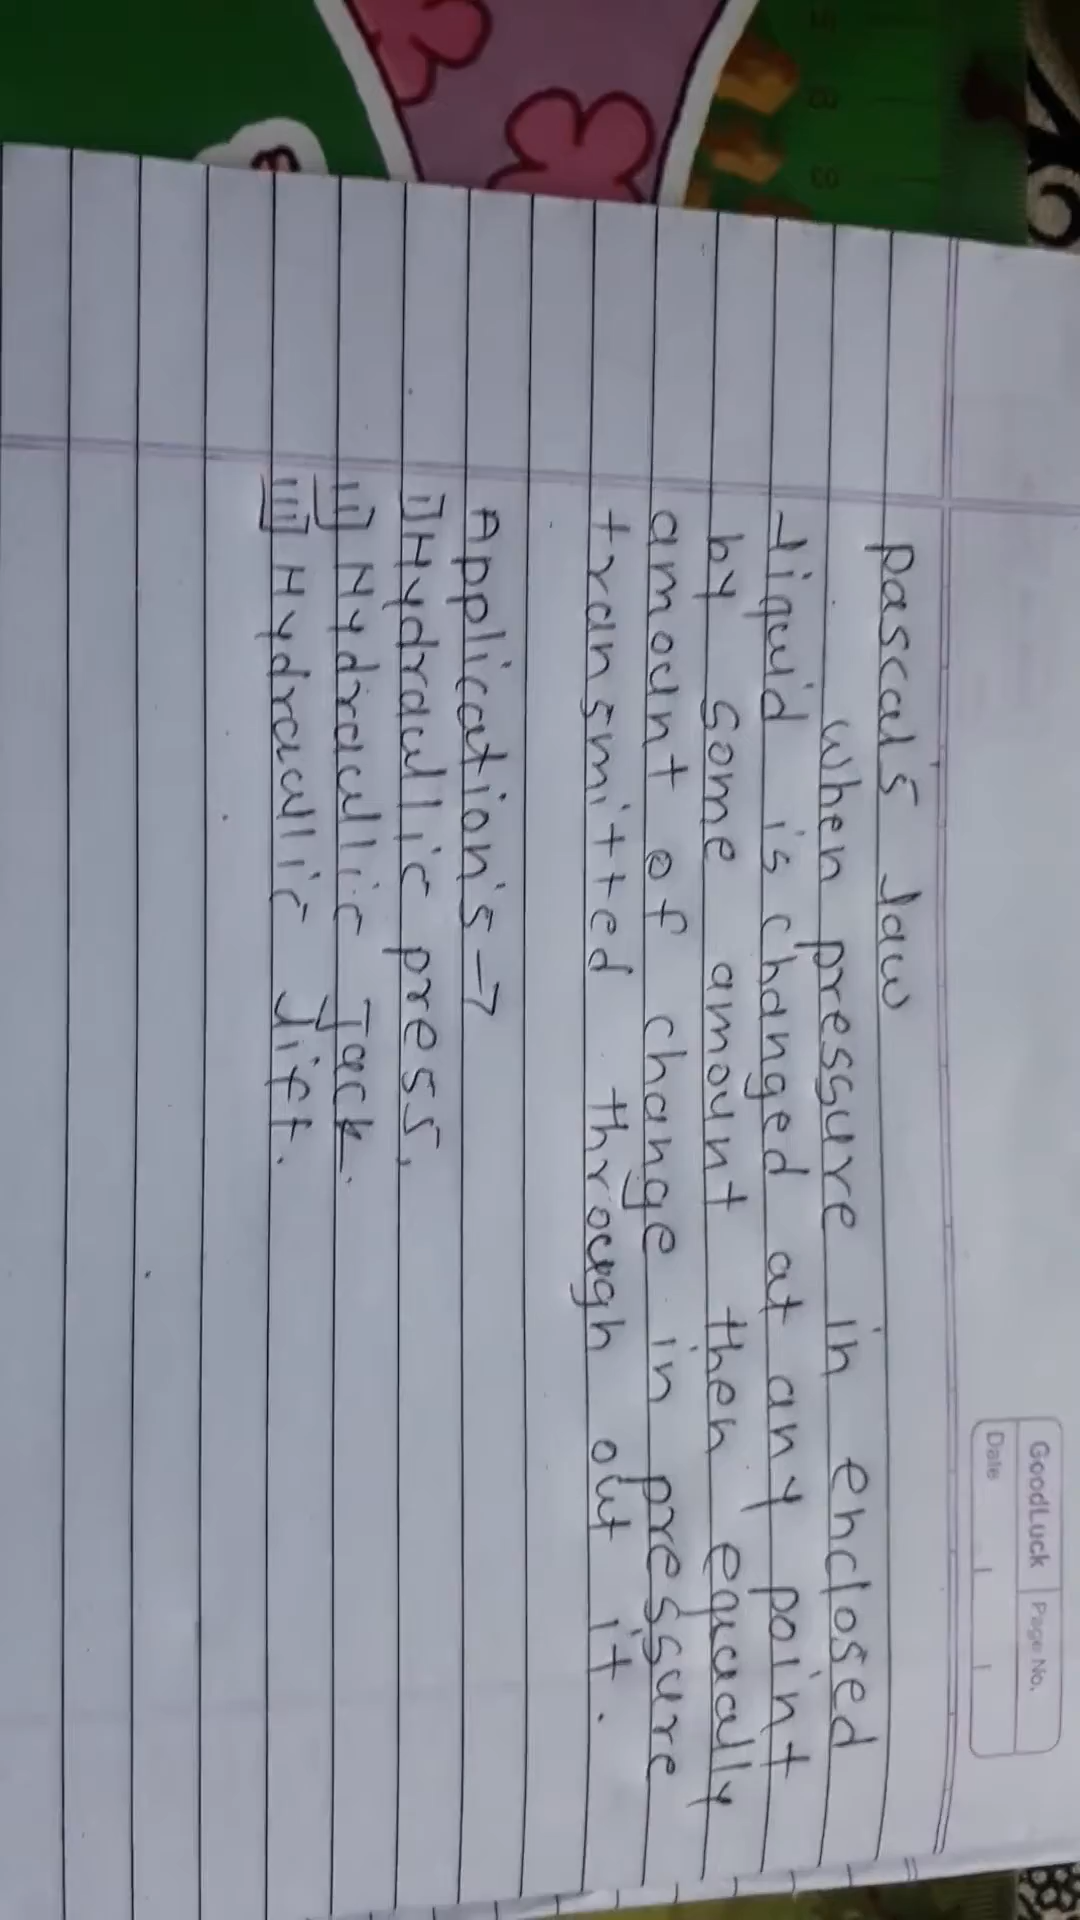 GoodLuck Page No.
Date
pascal's law
when pressure in enclosed
liquid is changed at any point
by some amount then equally
amount of change in pressure
transmitted through out it.
Application's →
i] Hydraullic press,
ii] Hydraullic Jack.
iii] Hydraullic lift.